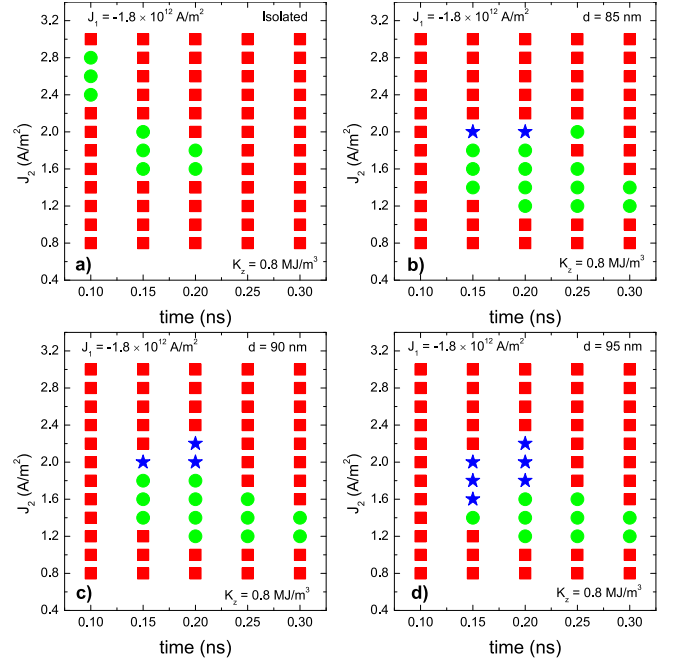 J₁ = -1.8 × 10¹² A/m² Isolated
3.2
2.8
2.4
2.0
1.6
1.2
0.8
0.4
J₂ (A/m²)
a) K_z = 0.8 MJ/m³
0.10 0.15 0.20 0.25 0.30
time (ns)
J₁ = -1.8 × 10¹² A/m² d = 85 nm
3.2
2.8
2.4
2.0
1.6
1.2
0.8
0.4
J₂ (A/m²)
b) K_z = 0.8 MJ/m³
0.10 0.15 0.20 0.25 0.30
time (ns)
J₁ = -1.8 × 10¹² A/m² d = 90 nm
3.2
2.8
2.4
2.0
1.6
1.2
0.8
0.4
J₂ (A/m²)
c) K_z = 0.8 MJ/m³
0.10 0.15 0.20 0.25 0.30
time (ns)
J₁ = -1.8 × 10¹² A/m² d = 95 nm
3.2
2.8
2.4
2.0
1.6
1.2
0.8
0.4
J₂ (A/m²)
d) K_z = 0.8 MJ/m³
0.10 0.15 0.20 0.25 0.30
time (ns)